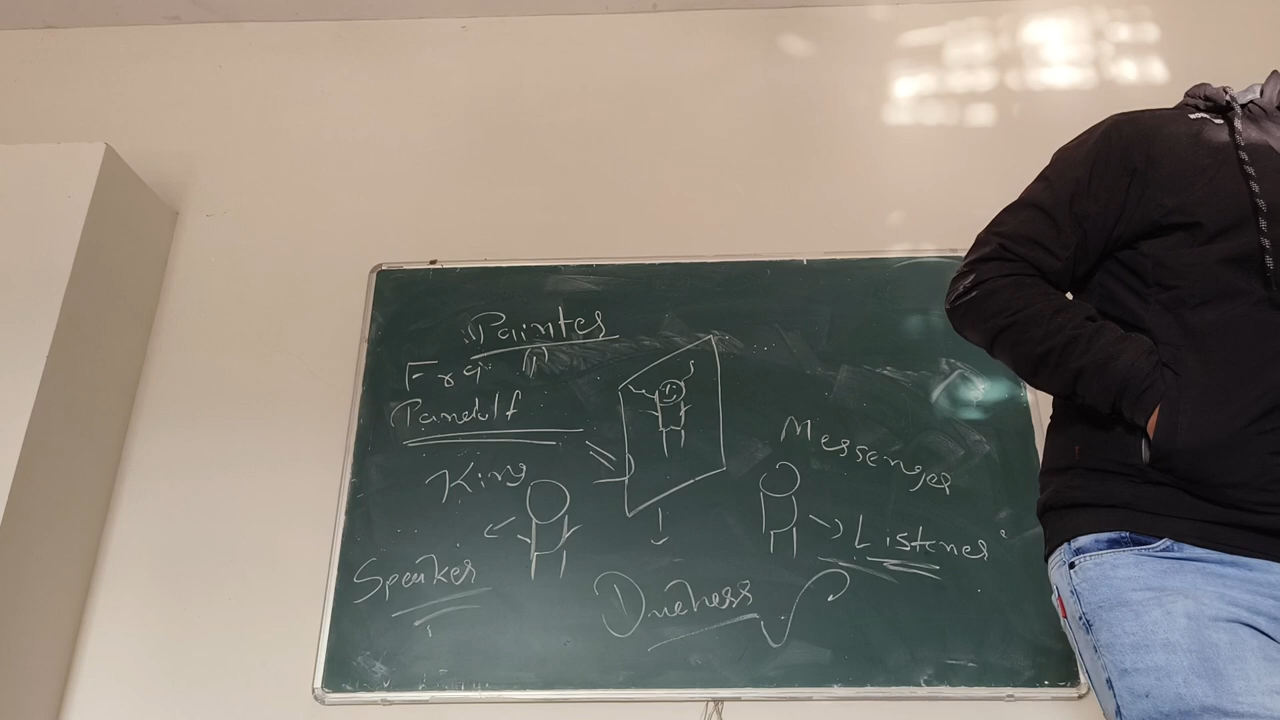 Painter
Fra
Pandolf
King
Messenger
Listener
Speaker
Duchess